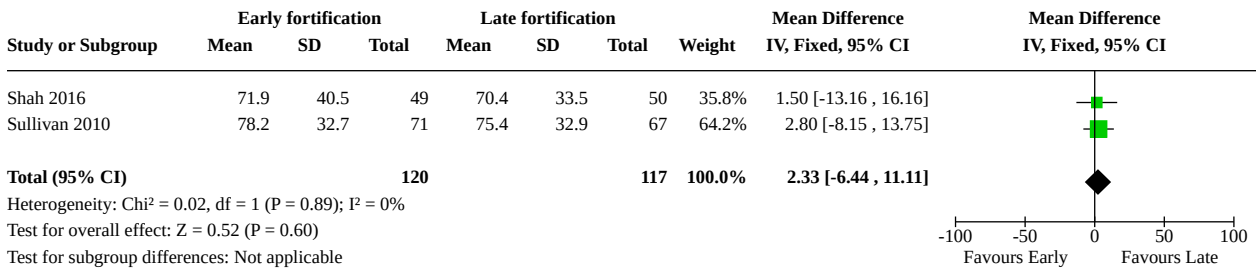 Early fortification Late fortification Mean Difference Mean Difference
Study or Subgroup Mean SD Total Mean SD Total Weight IV, Fixed, 95% CI IV, Fixed, 95% CI
Shah 2016 71.9 40.5 49 70.4 33.5 50 35.8% 1.50 [-13.16 , 16.16]
Sullivan 2010 78.2 32.7 71 75.4 32.9 67 64.2% 2.80 [-8.15 , 13.75]
Total (95% CI) 120 117 100.0% 2.33 [-6.44 , 11.11]
Heterogeneity: Chi² = 0.02, df = 1 (P = 0.89); I² = 0%
Test for overall effect: Z = 0.52 (P = 0.60)
Test for subgroup differences: Not applicable
-100 -50 0 50 100
Favours Early Favours Late